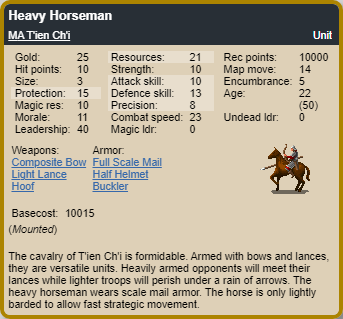 Heavy Horseman
MA T'ien Ch'i Unit
Gold: 25 Resources: 21 Rec points: 10000
Hit points: 10 Strength: 10 Map move: 14
Size: 3 Attack skill: 10 Encumbrance: 5
Protection: 15 Defence skill: 13 Age: 22
Magic res: 10 Precision: 8 (50)
Morale: 11 Combat speed: 23 Undead ldr: 0
Leadership: 40 Magic ldr: 0
Weapons: Armor:
Composite Bow Full Scale Mail
Light Lance Half Helmet
Hoof Buckler
Basecost: 10015
(Mounted)
The cavalry of T'ien Ch'i is formidable. Armed with bows and lances,
they are versatile units. Heavily armed opponents will meet their
lances while lighter troops will perish under a rain of arrows. The
heavy horseman wears scale mail armor. The horse is only lightly
barded to allow fast strategic movement.